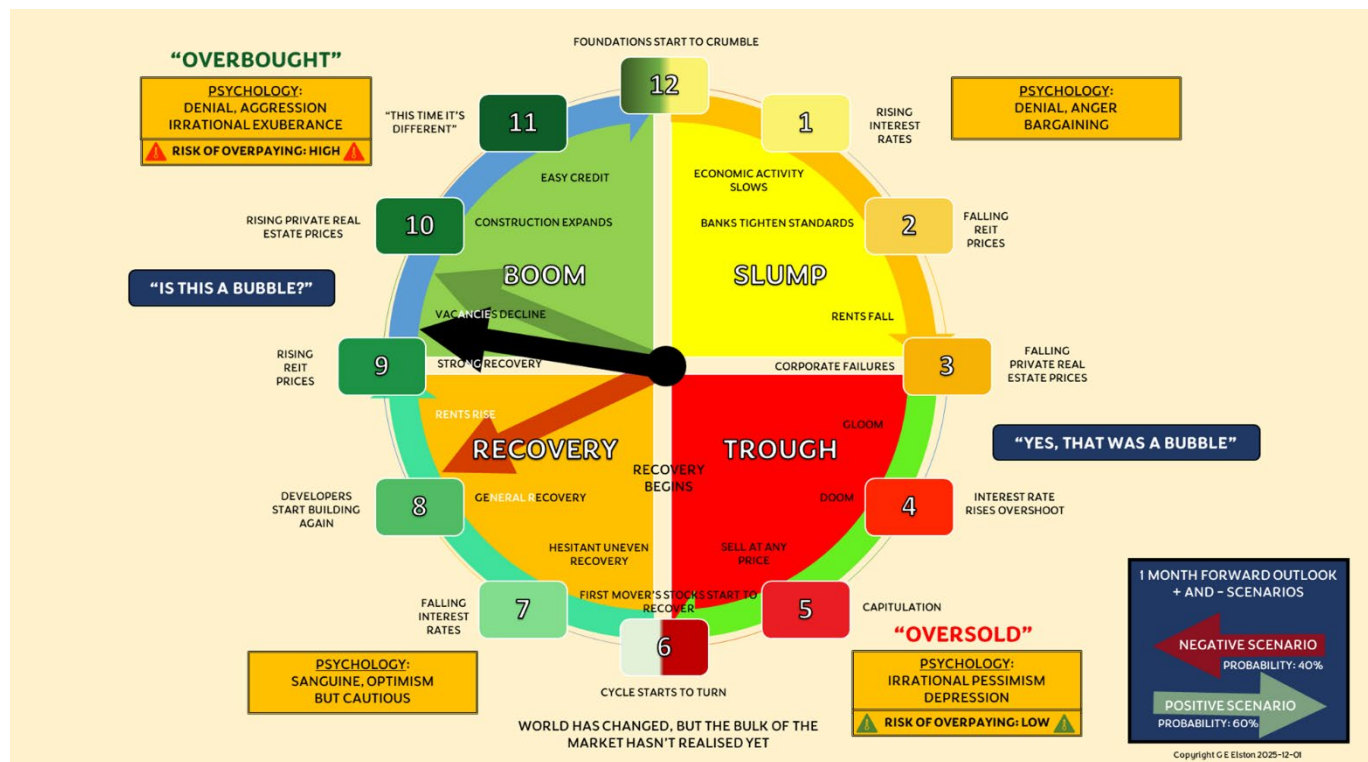 FOUNDATIONS START TO CRUMBLE
"OVERBOUGHT"
PSYCHOLOGY:
DENIAL, AGGRESSION
IRRATIONAL EXUBERANCE
RISK OF OVERPAYING: HIGH
PSYCHOLOGY:
DENIAL, ANGER
BARGAINING
12
"THIS TIME IT'S
DIFFERENT"
11
1
RISING
INTEREST
RATES
EASY CREDIT
ECONOMIC ACTIVITY
SLOWS
RISING PRIVATE REAL
ESTATE PRICES
10
CONSTRUCTION EXPANDS
BANKS TIGHTEN STANDARDS
2
FALLING
REIT
PRICES
BOOM
SLUMP
"IS THIS A BUBBLE?"
VACANCIES DECLINE
RENTS FALL
RISING
REIT
PRICES
9
STRONG RECOVERY
CORPORATE FAILURES
3
FALLING
PRIVATE REAL
ESTATE PRICES
RENTS RISE
GLOOM
RECOVERY
TROUGH
"YES, THAT WAS A BUBBLE"
RECOVERY
BEGINS
DEVELOPERS
START BUILDING
AGAIN
8
GENERAL RECOVERY
DOOM
4
INTEREST RATE
RISES OVERSHOOT
HESITANT UNEVEN
RECOVERY
SELL AT ANY
PRICE
FALLING
INTEREST
RATES
7
FIRST MOVER'S STOCKS START TO
RECOVER
5
CAPITULATION
6
"OVERSOLD"
PSYCHOLOGY:
SANGUINE, OPTIMISM
BUT CAUTIOUS
CYCLE STARTS TO TURN
PSYCHOLOGY:
IRRATIONAL PESSIMISM
DEPRESSION
RISK OF OVERPAYING: LOW
WORLD HAS CHANGED, BUT THE BULK OF THE
MARKET HASN'T REALISED YET
1 MONTH FORWARD OUTLOOK
+ AND – SCENARIOS
NEGATIVE SCENARIO
PROBABILITY: 40%
POSITIVE SCENARIO
PROBABILITY: 60%
Copyright G E Elston 2025-12-01